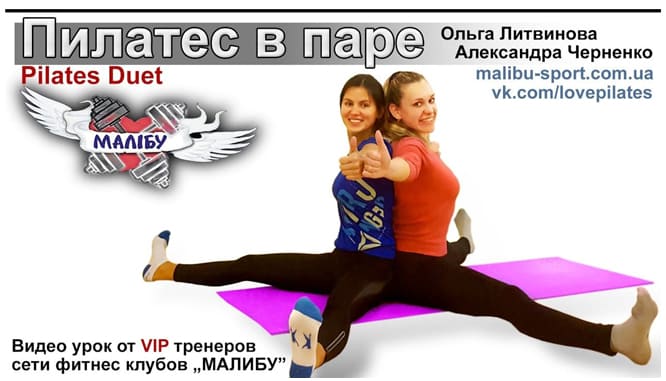 Пилатес в паре
Ольга Литвинова
Александра Черненко
Pilates Duet
malibu-sport.com.ua
vk.com/lovepilates
МАЛІБУ
Видео урок от VIP тренеров
сети фитнес клубов „МАЛИБУ”